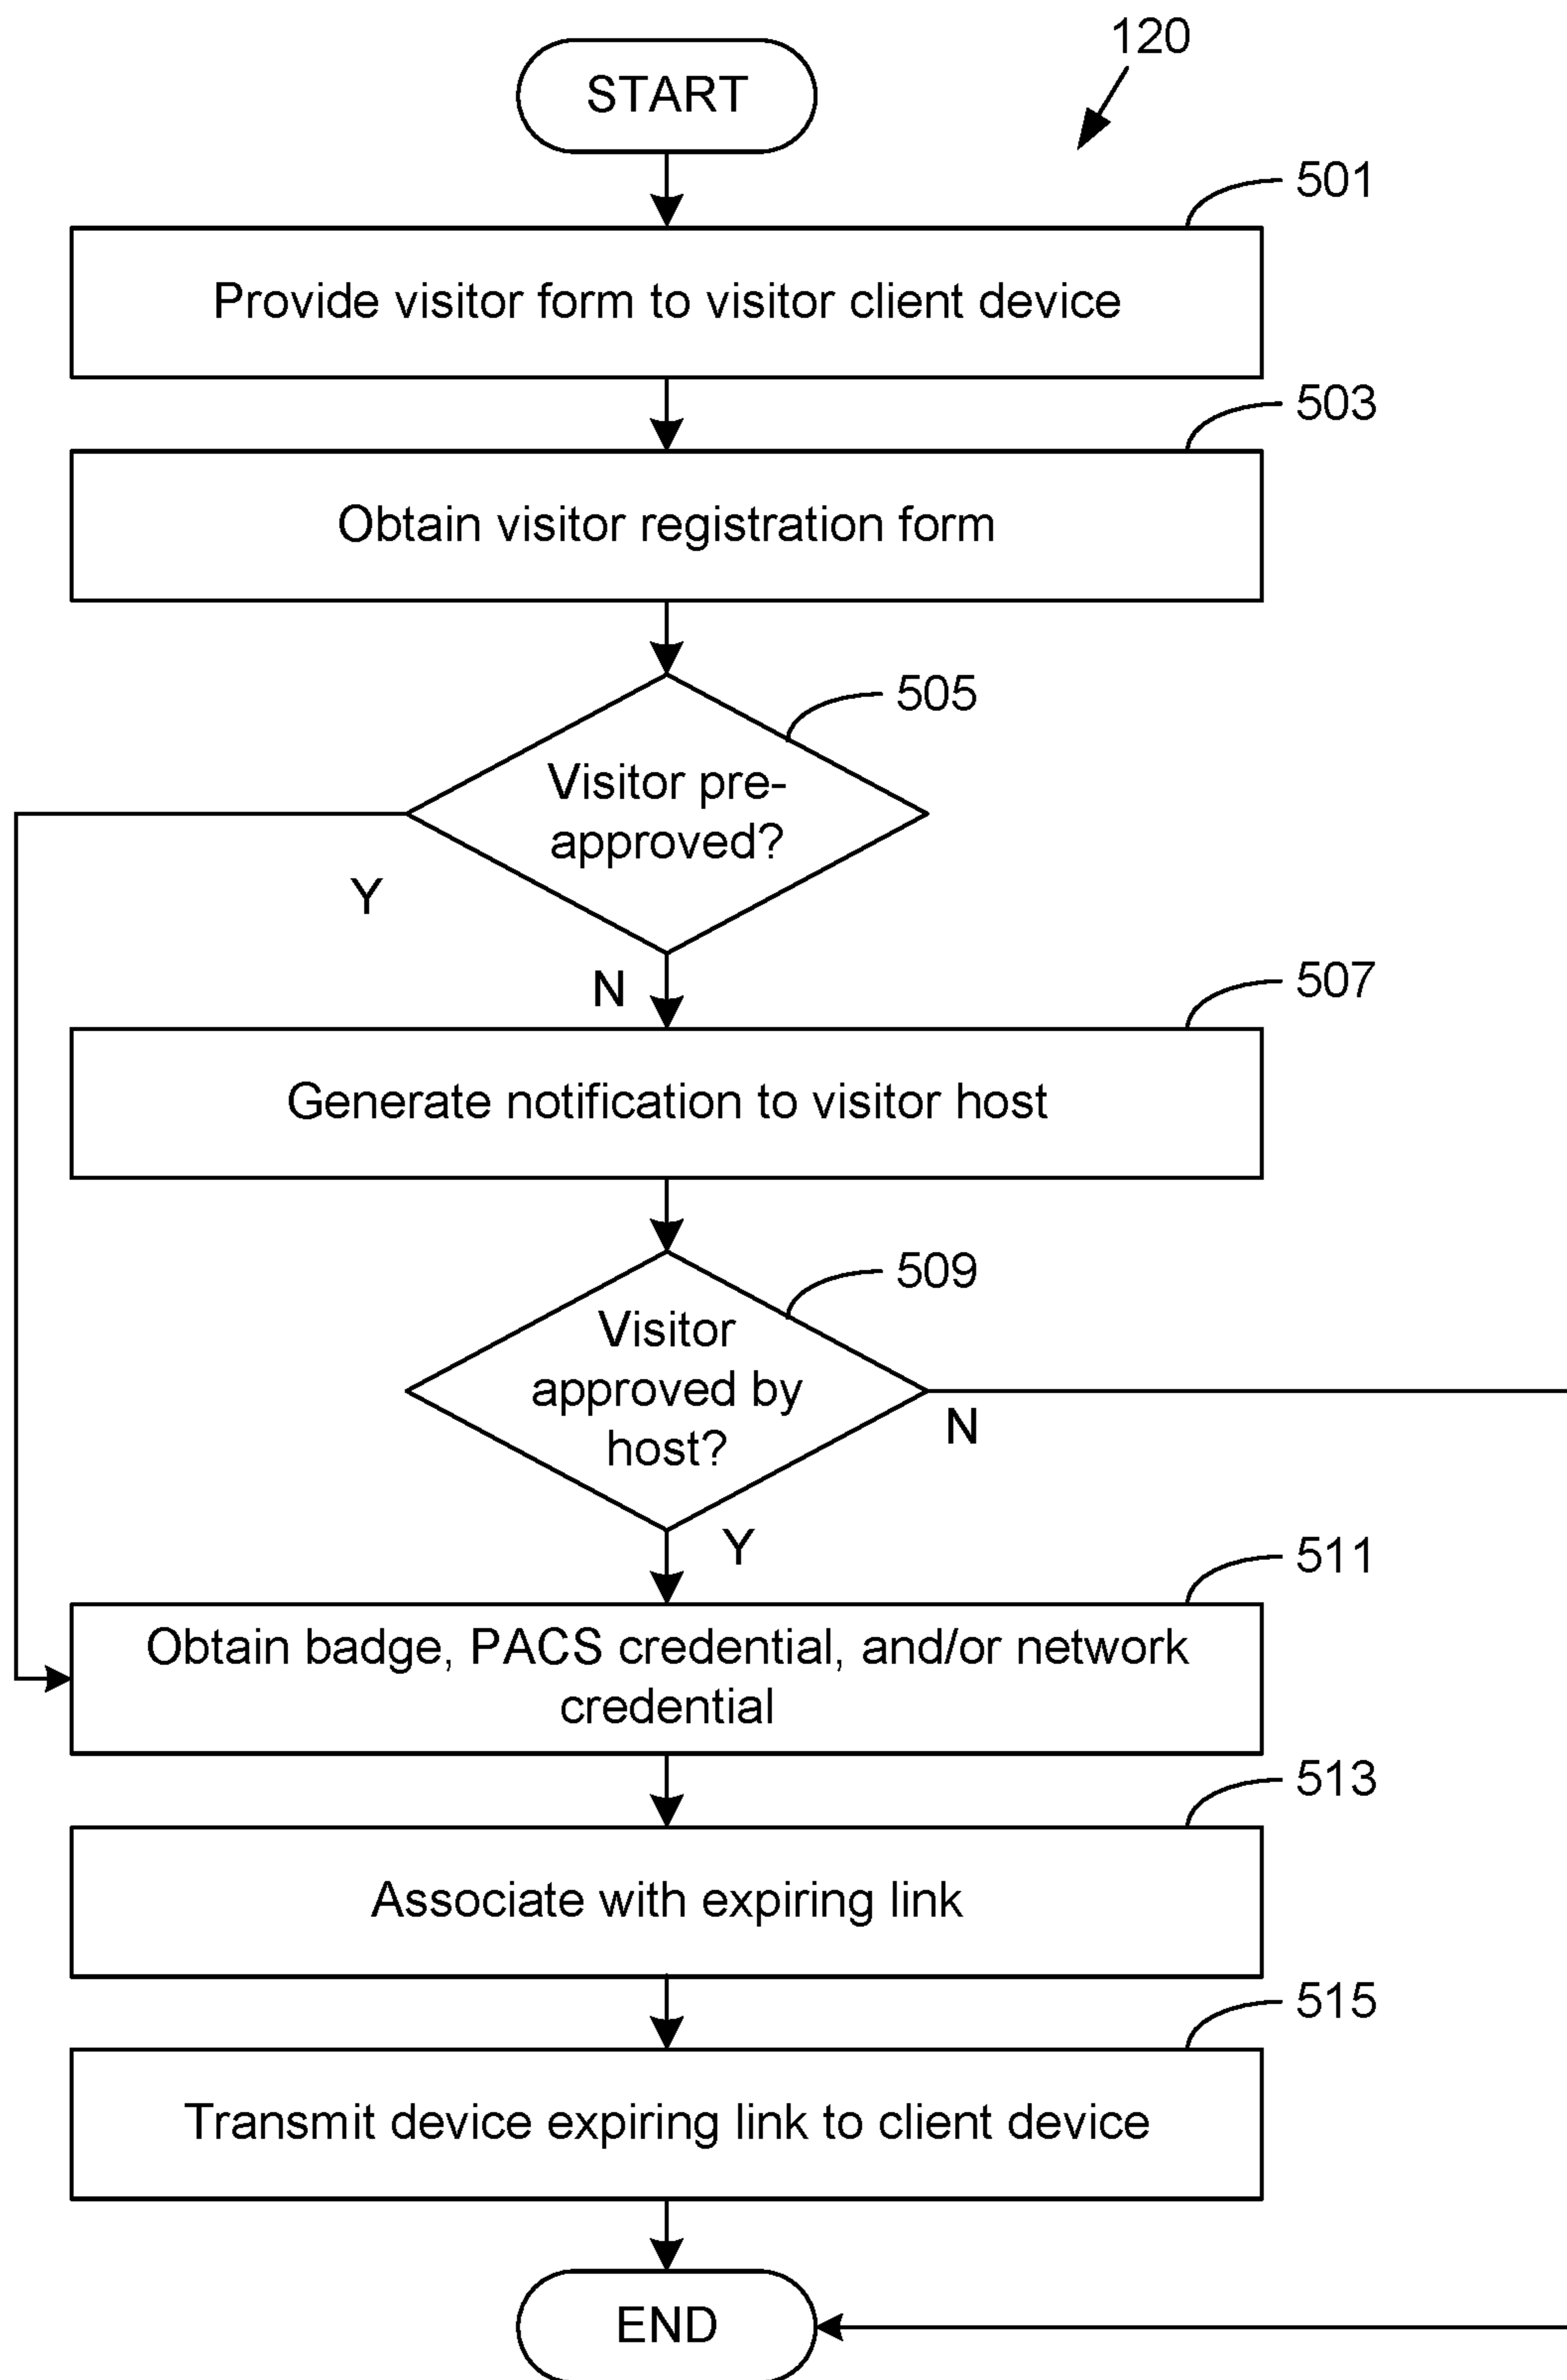 120
START
501
Provide visitor form to visitor client device
503
Obtain visitor registration form
505
Visitor pre-
approved?
Y
N
507
Generate notification to visitor host
509
Visitor
approved by
host?
N
Y
511
Obtain badge, PACS credential, and/or network
credential
513
Associate with expiring link
515
Transmit device expiring link to client device
END